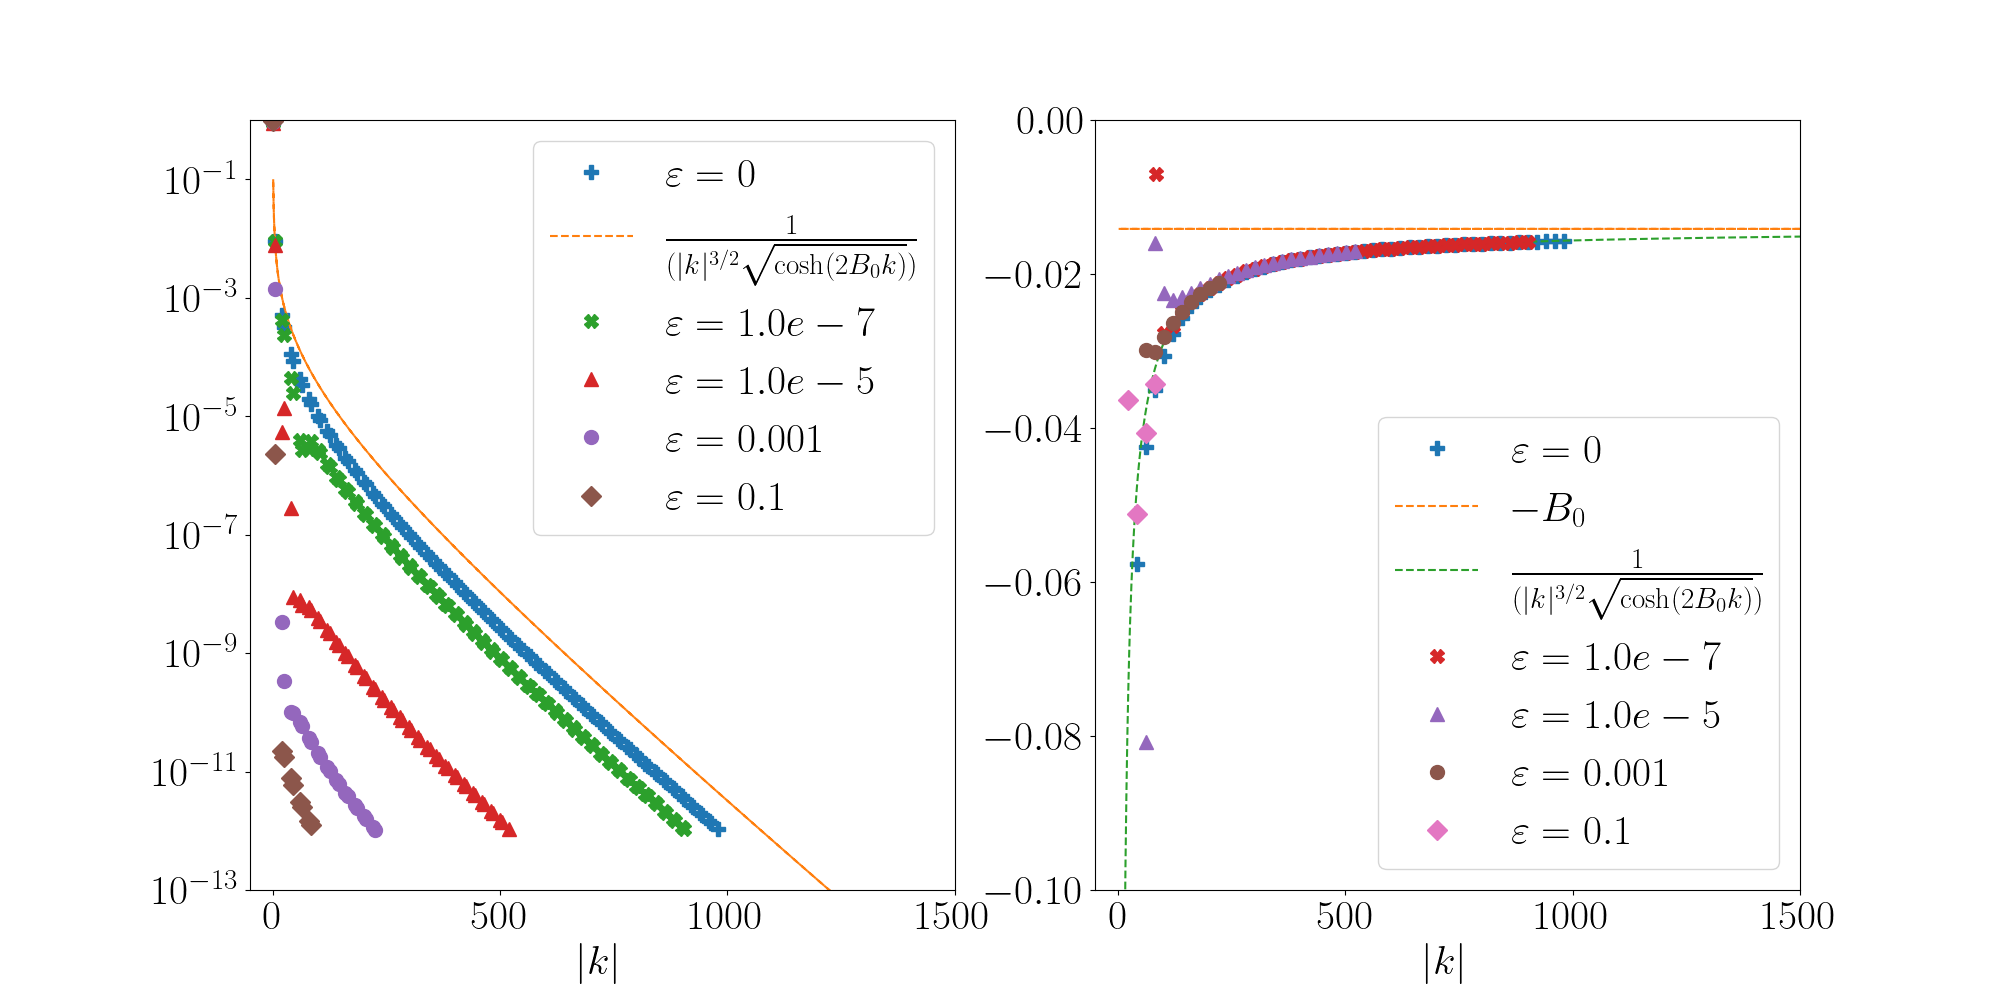 10⁻¹
10⁻³
10⁻⁵
10⁻⁷
10⁻⁹
10⁻¹¹
10⁻¹³
0
500
1000
1500
|k|
ε = 0
1/(|k|^{3/2}√cosh(2B₀k))
ε = 1.0e − 7
ε = 1.0e − 5
ε = 0.001
ε = 0.1
0.00
−0.02
−0.04
−0.06
−0.08
−0.10
0
500
1000
1500
|k|
ε = 0
−B₀
1/(|k|^{3/2}√cosh(2B₀k))
ε = 1.0e − 7
ε = 1.0e − 5
ε = 0.001
ε = 0.1